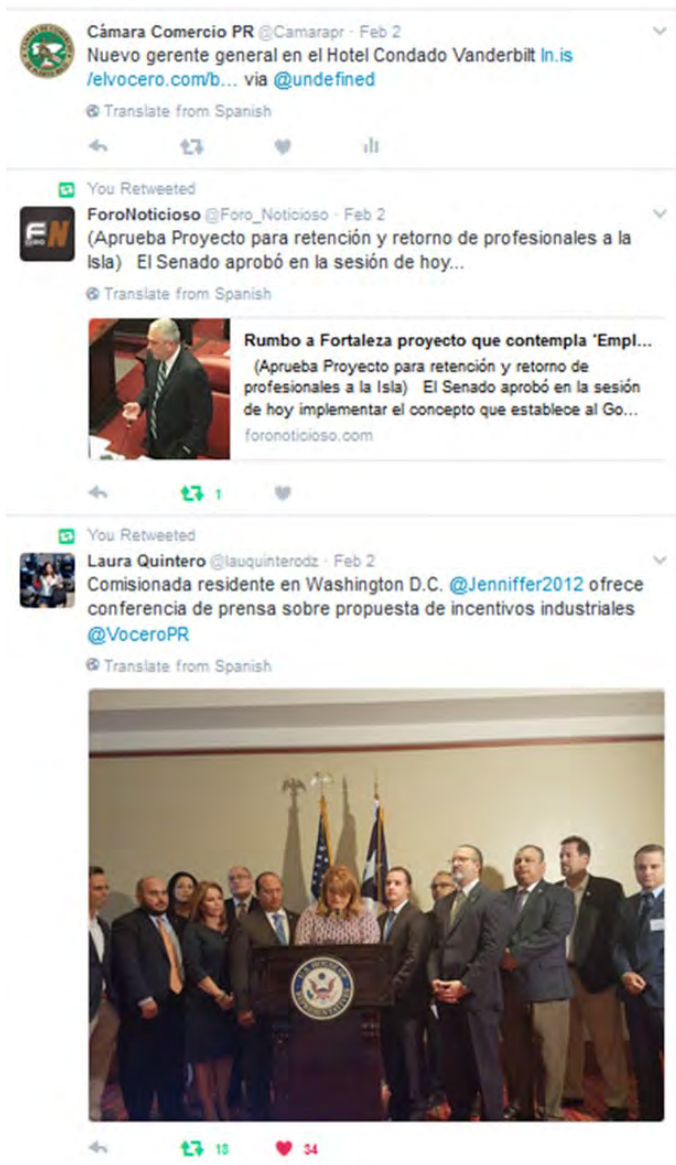 Cámara Comercio PR @Camarapr · Feb 2
Nuevo gerente general en el Hotel Condado Vanderbilt ln.is
/elvocero.com/b... via @undefined
Translate from Spanish
You Retweeted
ForoNoticioso @Foro_Noticioso · Feb 2
(Aprueba Proyecto para retención y retorno de profesionales a la
Isla) El Senado aprobó en la sesión de hoy...
Translate from Spanish
Rumbo a Fortaleza proyecto que contempla “Empl...
(Aprueba Proyecto para retención y retorno de
profesionales a la Isla) El Senado aprobó en la sesión
de hoy implementar el concepto que establece al Go...
foronoticioso.com
1
You Retweeted
Laura Quintero @lauquinterodz · Feb 2
Comisionada residente en Washington D.C. @Jenniffer2012 ofrece
conferencia de prensa sobre propuesta de incentivos industriales
@VoceroPR
Translate from Spanish
18 34